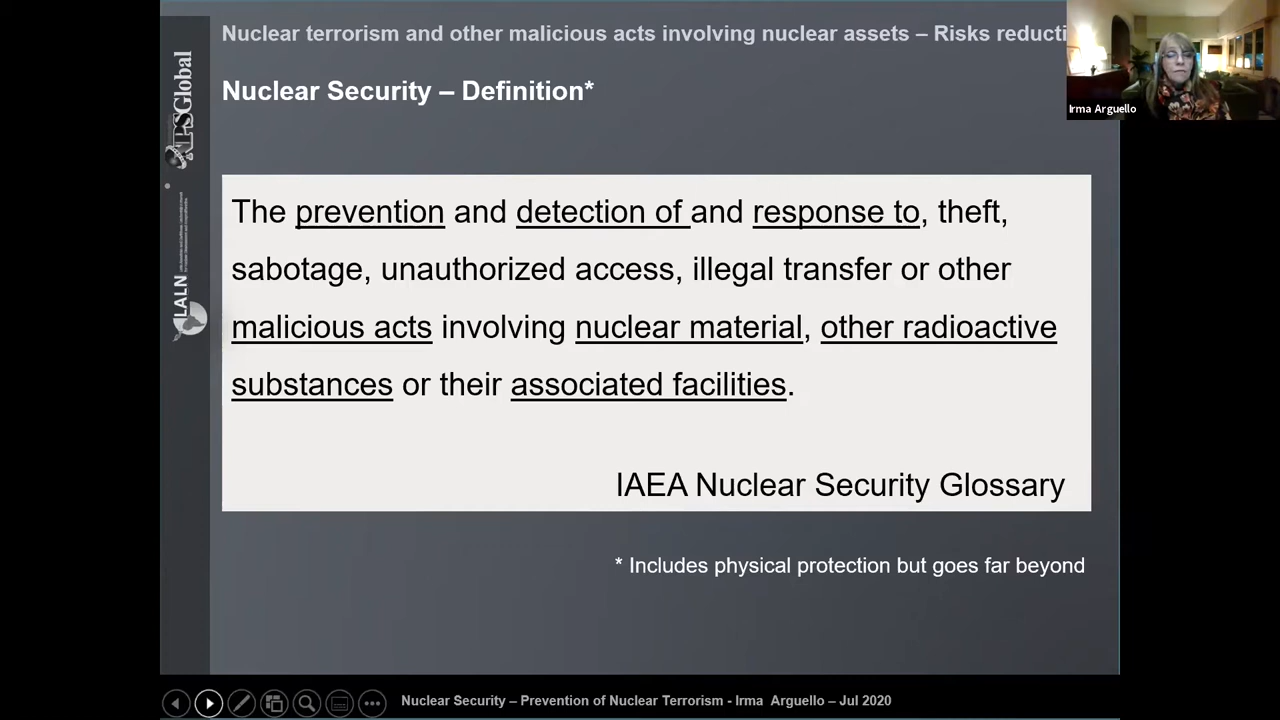 Nuclear terrorism and other malicious acts involving nuclear assets – Risks reducti
Irma Arguello
Nuclear Security – Definition*
Global
LALN
The prevention and detection of and response to, theft,
sabotage, unauthorized access, illegal transfer or other
malicious acts involving nuclear material, other radioactive
substances or their associated facilities.
IAEA Nuclear Security Glossary
* Includes physical protection but goes far beyond
Nuclear Security – Prevention of Nuclear Terrorism - Irma Arguello – Jul 2020